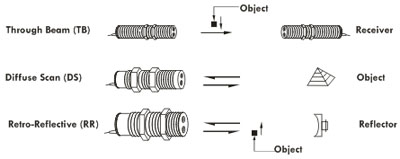 Object
Through Beam (TB)
Receiver
Diffuse Scan (DS)
Object
Retro-Reflective (RR)
Reflector
Object